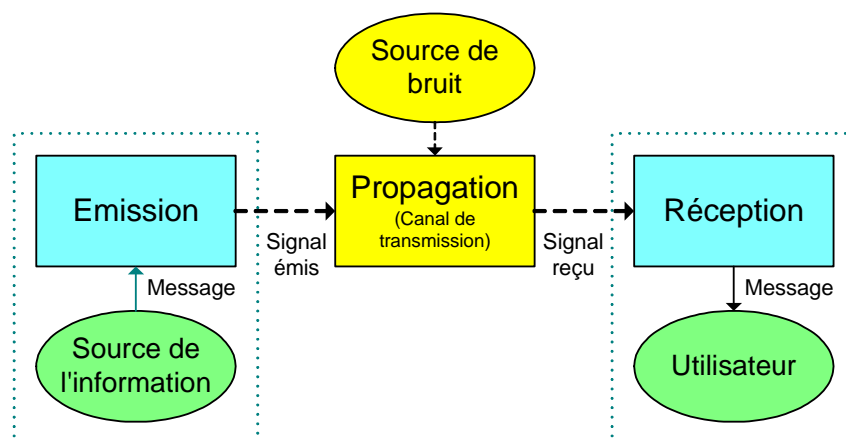 Source de
bruit
Emission
Propagation
(Canal de
transmission)
Réception
Signal
émis
Signal
reçu
Message
Message
Source de
l'information
Utilisateur